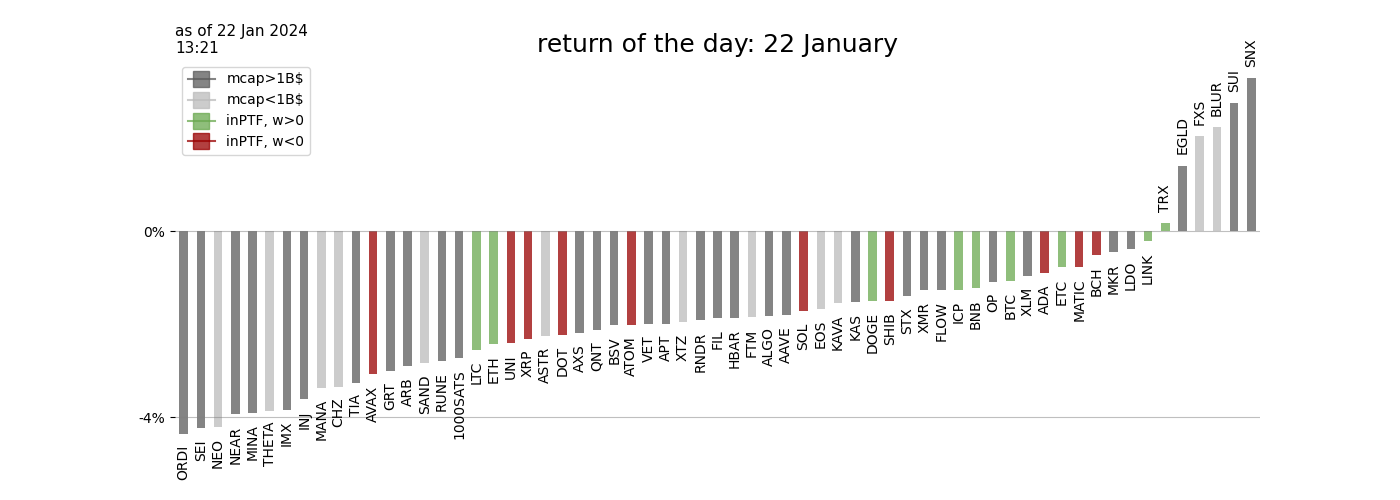 as of 22 Jan 2024
13:21
return of the day: 22 January
mcap>1B$
mcap<1B$
inPTF, w>0
inPTF, w<0
0%
-4%
ORDI
SEI
NEO
NEAR
MINA
THETA
IMX
INJ
MANA
CHZ
TIA
AVAX
GRT
ARB
SAND
RUNE
1000SATS
LTC
ETH
UNI
XRP
ASTR
DOT
AXS
QNT
BSV
ATOM
VET
APT
XTZ
RNDR
FIL
HBAR
FTM
ALGO
AAVE
SOL
EOS
KAVA
KAS
DOGE
SHIB
STX
XMR
FLOW
ICP
BNB
OP
BTC
XLM
ADA
ETC
MATIC
BCH
MKR
LDO
LINK
TRX
EGLD
FXS
BLUR
SUI
SNX